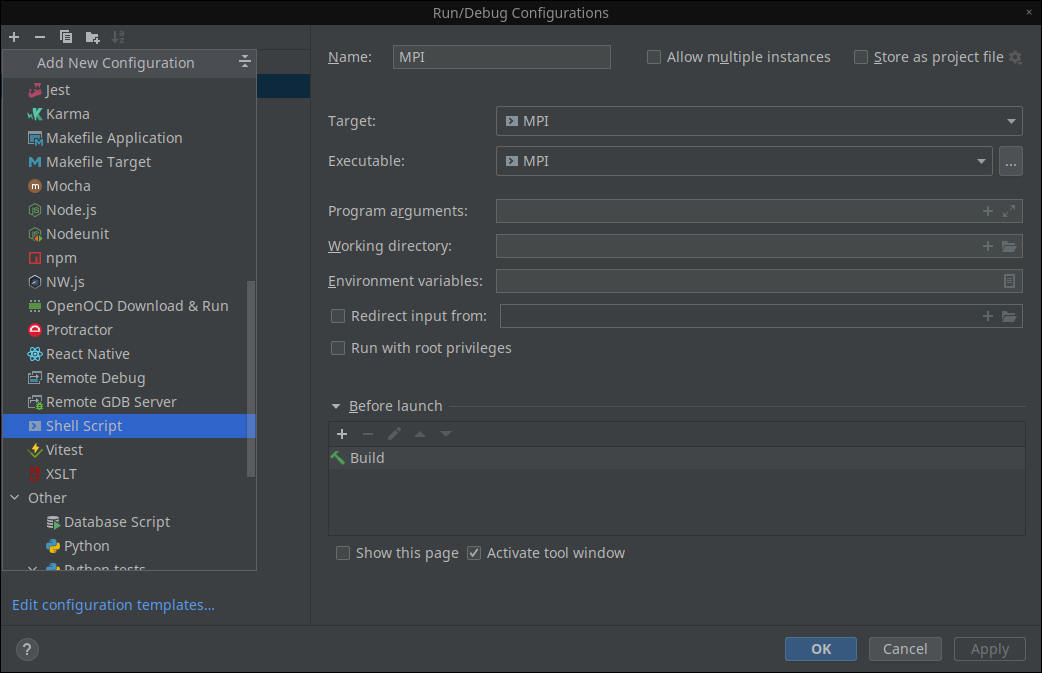 Run/Debug Configurations
Add New Configuration
Jest
Karma
Makefile Application
Makefile Target
Mocha
Node.js
Nodeunit
npm
NW.js
OpenOCD Download & Run
Protractor
React Native
Remote Debug
Remote GDB Server
Shell Script
Vitest
XSLT
Other
Database Script
Python
Python tests
Edit configuration templates...
Name: MPI Allow multiple instances Store as project file
Target: MPI
Executable: MPI ...
Program arguments:
Working directory:
Environment variables:
Redirect input from:
Run with root privileges
Before launch
Build
Show this page Activate tool window
? OK Cancel Apply